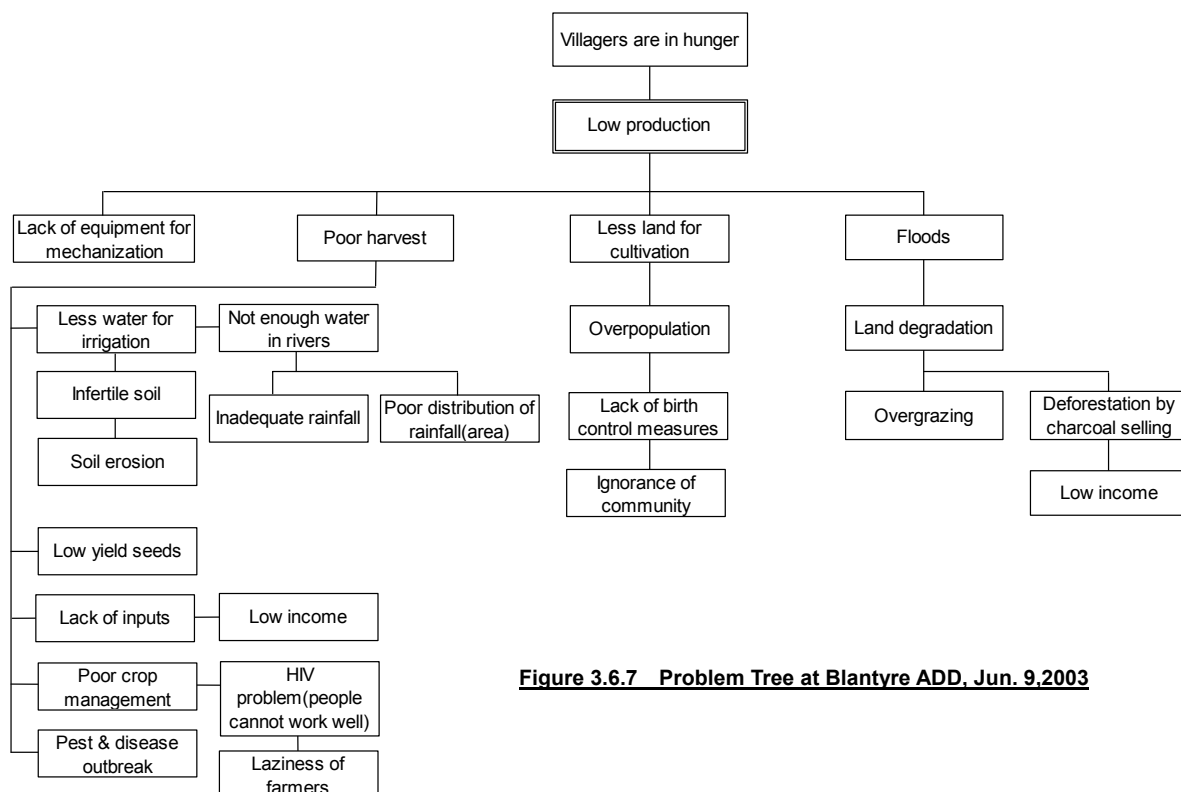 Villagers are in hunger
Low production
Lack of equipment for
mechanization
Poor harvest
Less land for
cultivation
Floods
Less water for
irrigation
Not enough water
in rivers
Overpopulation
Land degradation
Infertile soil
Inadequate rainfall
Poor distribution of
rainfall(area)
Lack of birth
control measures
Overgrazing
Deforestation by
charcoal selling
Soil erosion
Ignorance of
community
Low income
Low yield seeds
Lack of inputs
Low income
Poor crop
management
HIV
problem(people
cannot work well)
Figure 3.6.7 Problem Tree at Blantyre ADD, Jun. 9,2003
Pest & disease
outbreak
Laziness of
farmers